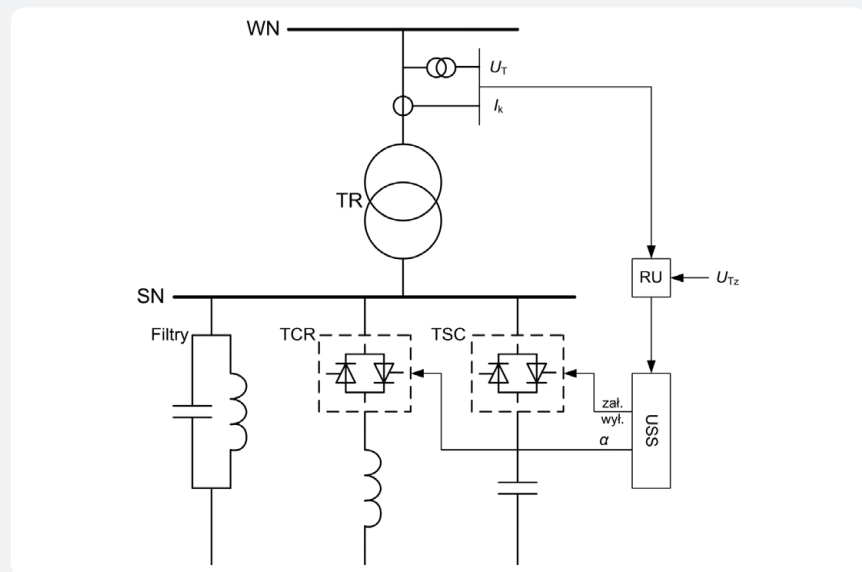 WN
U_T
I_k
TR
RU
U_Tz
SN
Filtry
TCR
TSC
zał.
wył.
α
USS